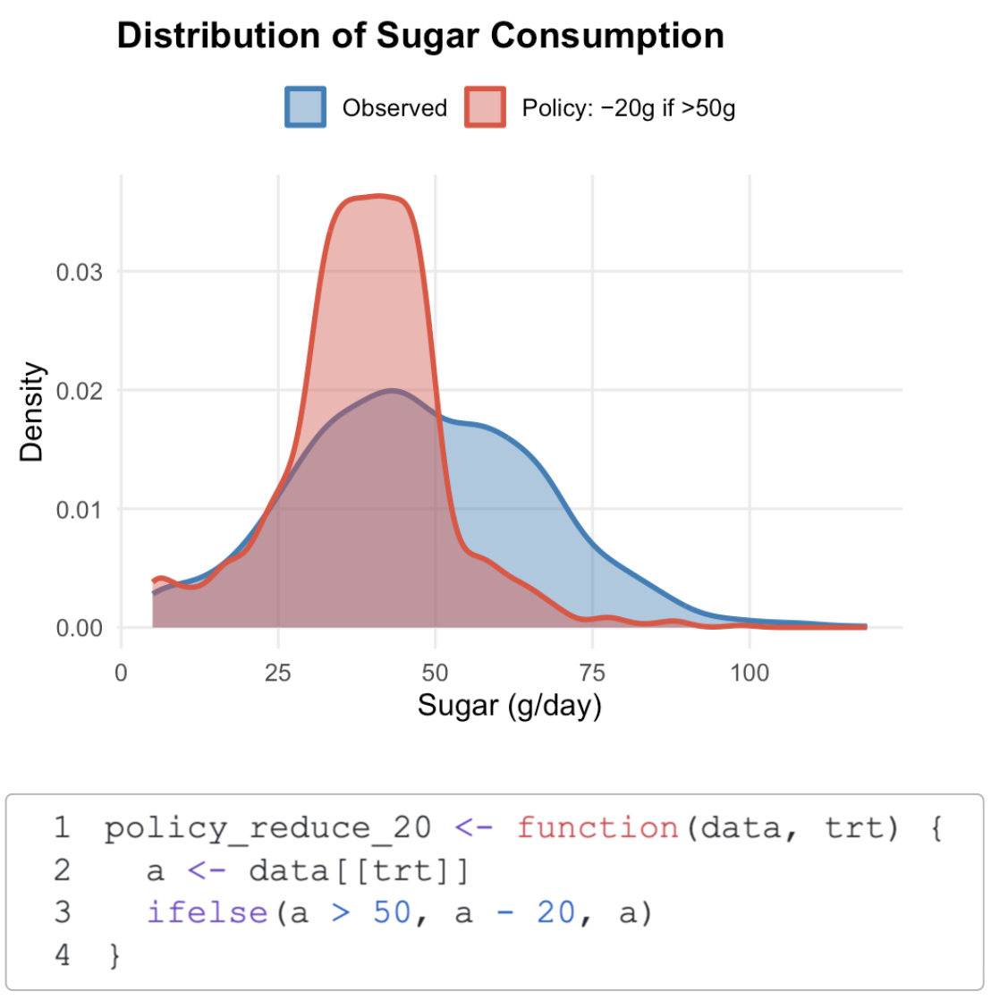 Distribution of Sugar Consumption
Observed Policy: −20g if >50g
0.03
0.02
0.01
0.00
Density
0 25 50 75 100
Sugar (g/day)
1 policy_reduce_20 <- function(data, trt) {
2   a <- data[[trt]]
3   ifelse(a > 50, a - 20, a)
4 }